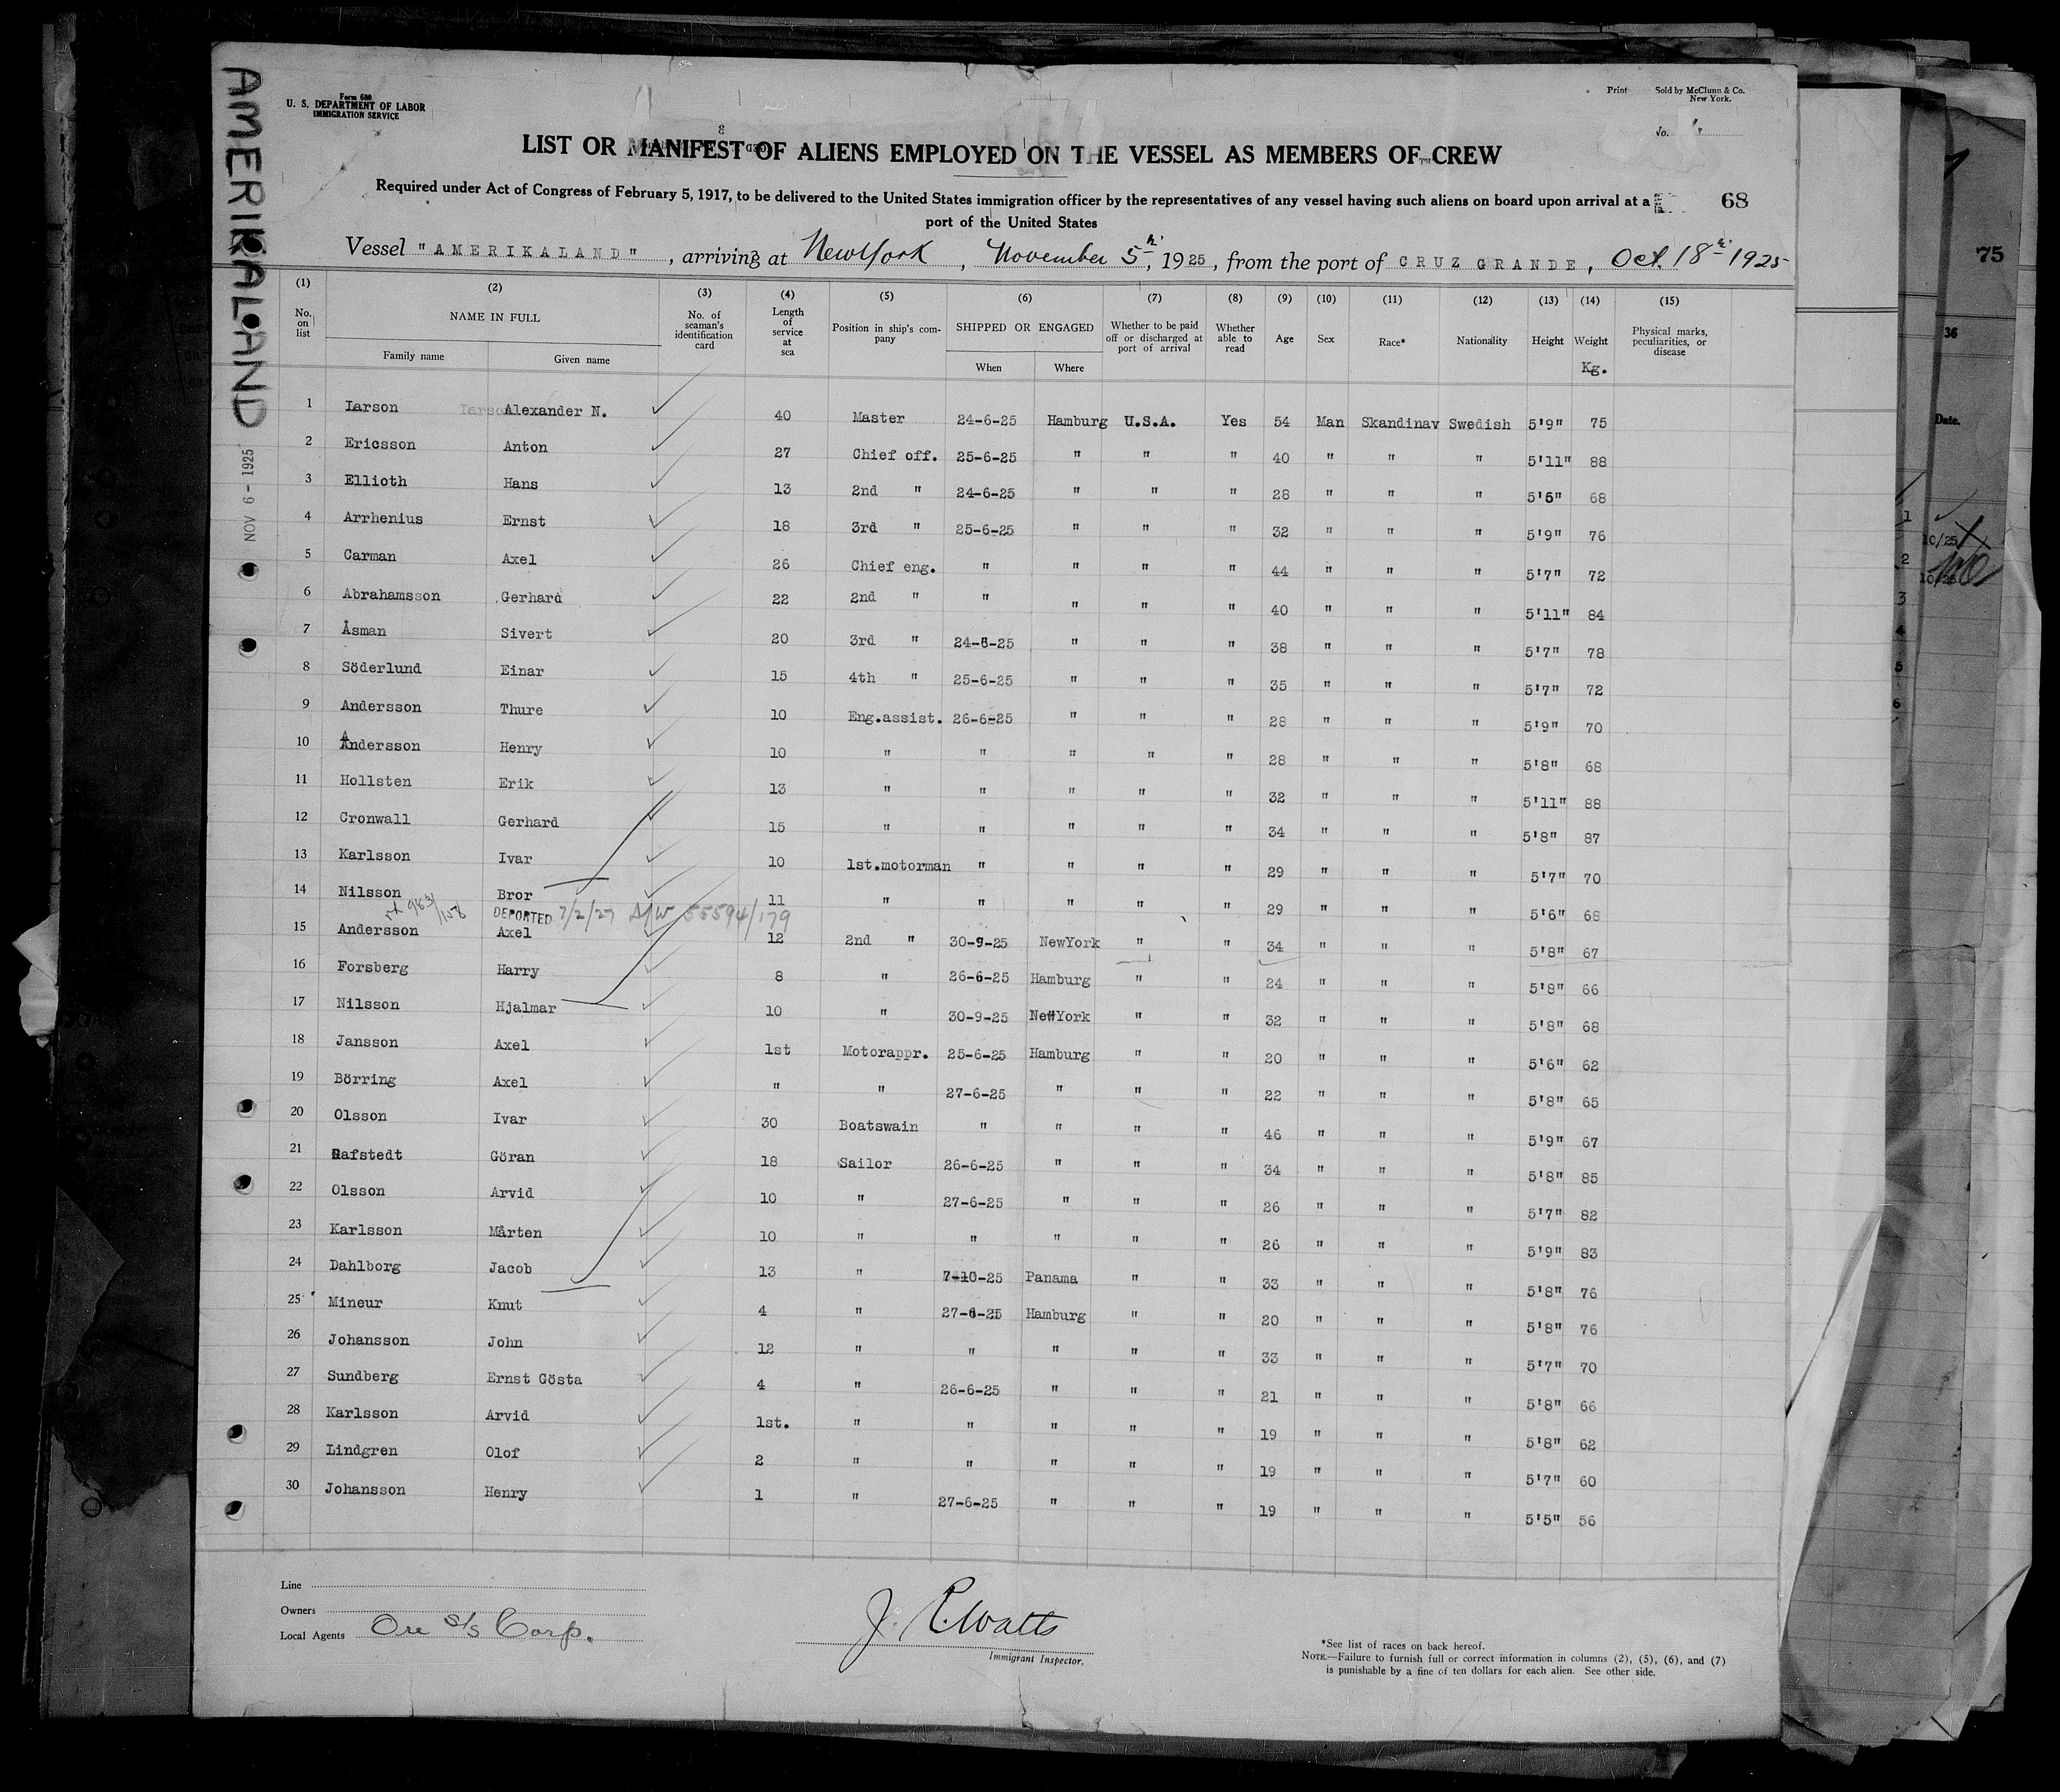 AMERIKALAND
NOV 6 - 1925
Form 680
U. S. DEPARTMENT OF LABOR
IMMIGRATION SERVICE
Print Sold by McClunn & Co.
New York.
No.
LIST OR MANIFEST OF ALIENS EMPLOYED ON THE VESSEL AS MEMBERS OF CREW
Required under Act of Congress of February 5, 1917, to be delivered to the United States immigration officer by the representatives of any vessel having such aliens on board upon arrival at a
port of the United States
68
Vessel "AMERIKALAND", arriving at New York, November 5th, 1925, from the port of CRUZ GRANDE, Oct. 18th 1925
(1) (2) (3) (4) (5) (6) (7) (8) (9) (10) (11) (12) (13) (14) (15)
No. on list NAME IN FULL Family name Given name No. of seaman's identification card Length of service at sea Position in ship's company SHIPPED OR ENGAGED When Where Whether to be paid off or discharged at port of arrival Whether able to read Age Sex Race* Nationality Height Weight Kg. Physical marks, peculiarities, or disease
1 Larson Alexander N. 40 Master 24-6-25 Hamburg U.S.A. Yes 54 Man Skandinav Swedish 5'9" 75
2 Ericsson Anton 27 Chief off. 25-6-25 " " " 40 " " " 5'11" 88
3 Ellioth Hans 13 2nd " 24-6-25 " " " 28 " " " 5'6" 68
4 Arrhenius Ernst 18 3rd " 25-6-25 " " " 32 " " " 5'9" 76
5 Carman Axel 26 Chief eng. " " " " 44 " " " 5'7" 72
6 Abrahamsson Gerhard 22 2nd " " " " " 40 " " " 5'11" 84
7 Åsman Sivert 20 3rd " 24-6-25 " " " 38 " " " 5'7" 78
8 Söderlund Einar 15 4th " 25-6-25 " " " 35 " " " 5'7" 72
9 Andersson Thure 10 Eng.assist. 26-6-25 " " " 28 " " " 5'9" 70
10 Andersson Henry 10 " " " " " 28 " " " 5'8" 68
11 Hollsten Erik 13 " " " " " 32 " " " 5'11" 88
12 Cronwall Gerhard 15 " " " " " 34 " " " 5'8" 87
13 Karlsson Ivar 10 1st.motorman " " " " 29 " " " 5'7" 70
14 Nilsson Bror 11 " " " " " 29 " " " 5'6" 68
DEPORTED 7/2/27 55594/179
15 Andersson Axel 12 2nd " 30-9-25 NewYork " " 34 " " " 5'8" 67
16 Forsberg Harry 8 " 26-6-25 Hamburg " " 24 " " " 5'8" 66
17 Nilsson Hjalmar 10 " 30-9-25 NewYork " " 32 " " " 5'8" 68
18 Jansson Axel 1st Motorappr. 25-6-25 Hamburg " " 20 " " " 5'6" 62
19 Börring Axel " " 27-6-25 " " " 22 " " " 5'8" 65
20 Olsson Ivar 30 Boatswain " " " " 46 " " " 5'9" 67
21 Rafstedt Göran 18 Sailor 26-6-25 " " " 34 " " " 5'8" 85
22 Olsson Arvid 10 " 27-6-25 " " " 26 " " " 5'7" 82
23 Karlsson Mårten 10 " " " " " 26 " " " 5'9" 83
24 Dahlborg Jacob 13 " 7-10-25 Panama " " 33 " " " 5'8" 76
25 Mineur Knut 4 " 27-6-25 Hamburg " " 20 " " " 5'8" 76
26 Johansson John 12 " " " " " 33 " " " 5'7" 70
27 Sundberg Ernst Gösta 4 " 26-6-25 " " " 21 " " " 5'8" 66
28 Karlsson Arvid 1st. " " " " " 19 " " " 5'8" 62
29 Lindgren Olof 2 " " " " " 19 " " " 5'7" 60
30 Johansson Henry 1 " 27-6-25 " " " 19 " " " 5'5" 56
Line
Owners
Local Agents Ore S/S Corp.
J. P. Watts
Immigrant Inspector.
*See list of races on back hereof.
NOTE.—Failure to furnish full or correct information in columns (2), (5), (6), and (7)
is punishable by a fine of ten dollars for each alien. See other side.
75
36
Date.
1
10/25
2
10/25
3
4
5
6